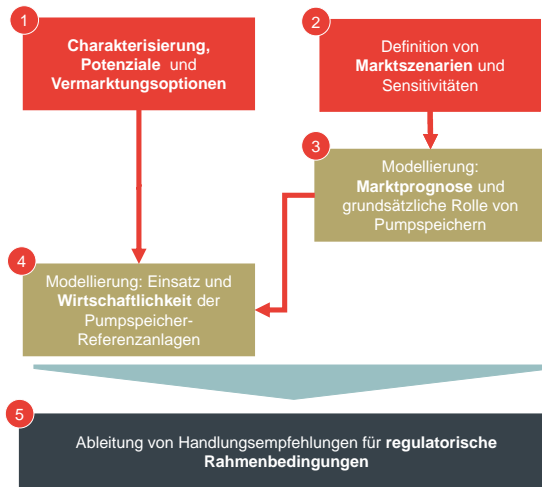 1
Charakterisierung,
Potenziale und
Vermarktungsoptionen
2
Definition von
Marktszenarien und
Sensitivitäten
3
Modellierung:
Marktprognose und
grundsätzliche Rolle von
Pumpspeichern
4
Modellierung: Einsatz und
Wirtschaftlichkeit der
Pumpspeicher-
Referenzanlagen
5
Ableitung von Handlungsempfehlungen für regulatorische
Rahmenbedingungen